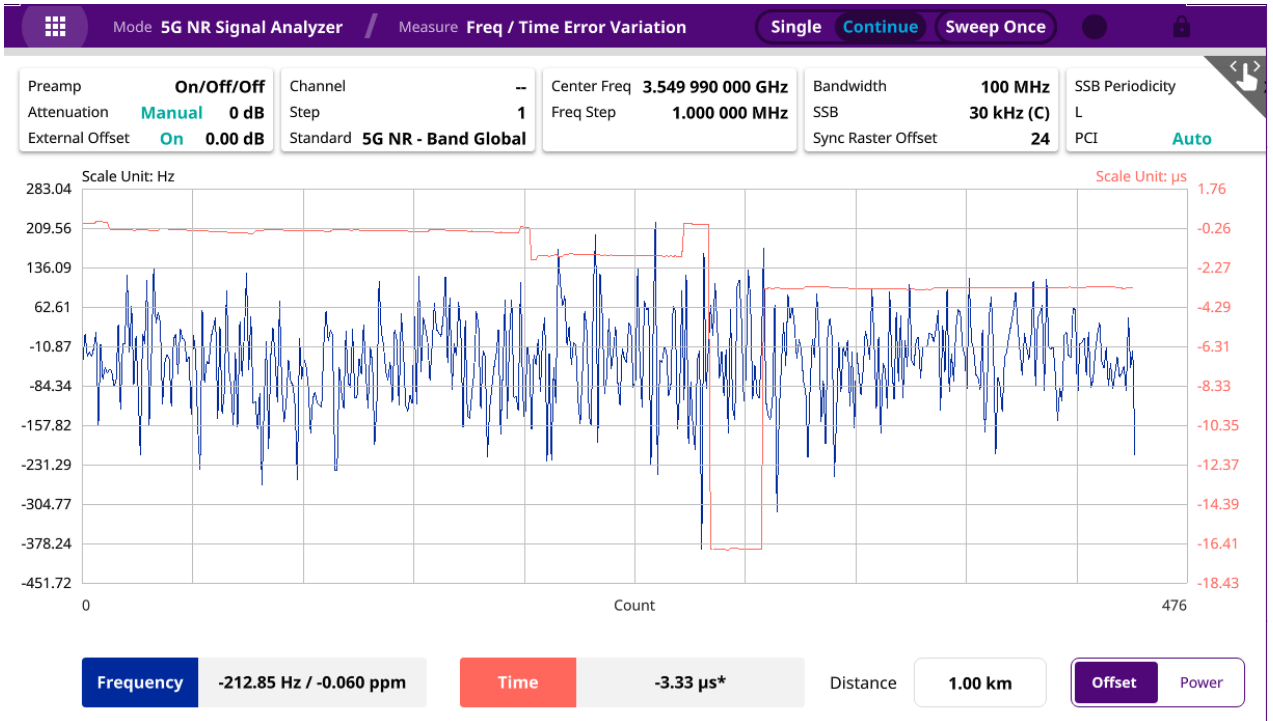 Mode 5G NR Signal Analyzer / Measure Freq / Time Error Variation Single Continue Sweep Once
Preamp On/Off/Off
Attenuation Manual 0 dB
External Offset On 0.00 dB
Channel --
Step 1
Standard 5G NR - Band Global
Center Freq 3.549 990 000 GHz
Freq Step 1.000 000 MHz
Bandwidth 100 MHz
SSB 30 kHz (C)
Sync Raster Offset 24
SSB Periodicity
L
PCI Auto
Scale Unit: Hz
Scale Unit: µs
283.04 1.76
209.56 -0.26
136.09 -2.27
62.61 -4.29
-10.87 -6.31
-84.34 -8.33
-157.82 -10.35
-231.29 -12.37
-304.77 -14.39
-378.24 -16.41
-451.72 -18.43
0 Count 476
Frequency -212.85 Hz / -0.060 ppm Time -3.33 µs* Distance 1.00 km Offset Power